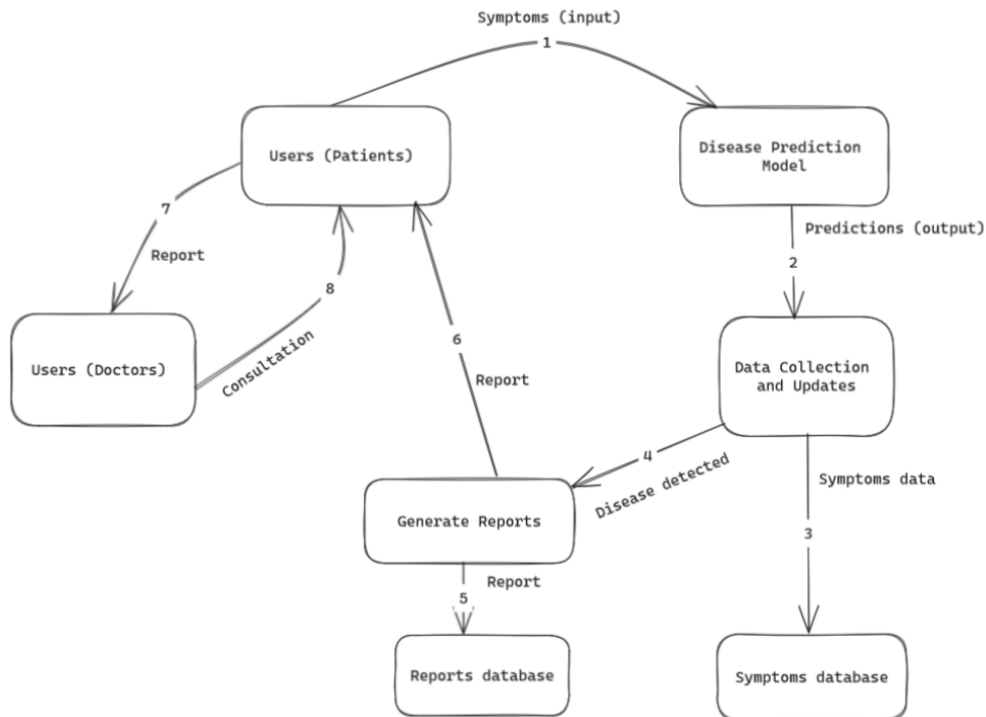 Symptoms (input)
1
Users (Patients)
Disease Prediction
Model
7
Predictions (output)
Report
2
8
Users (Doctors)
Consultation
6
Report
Data Collection
and Updates
4
Disease detected
Symptoms data
Generate Reports
3
Report
5
Reports database
Symptoms database